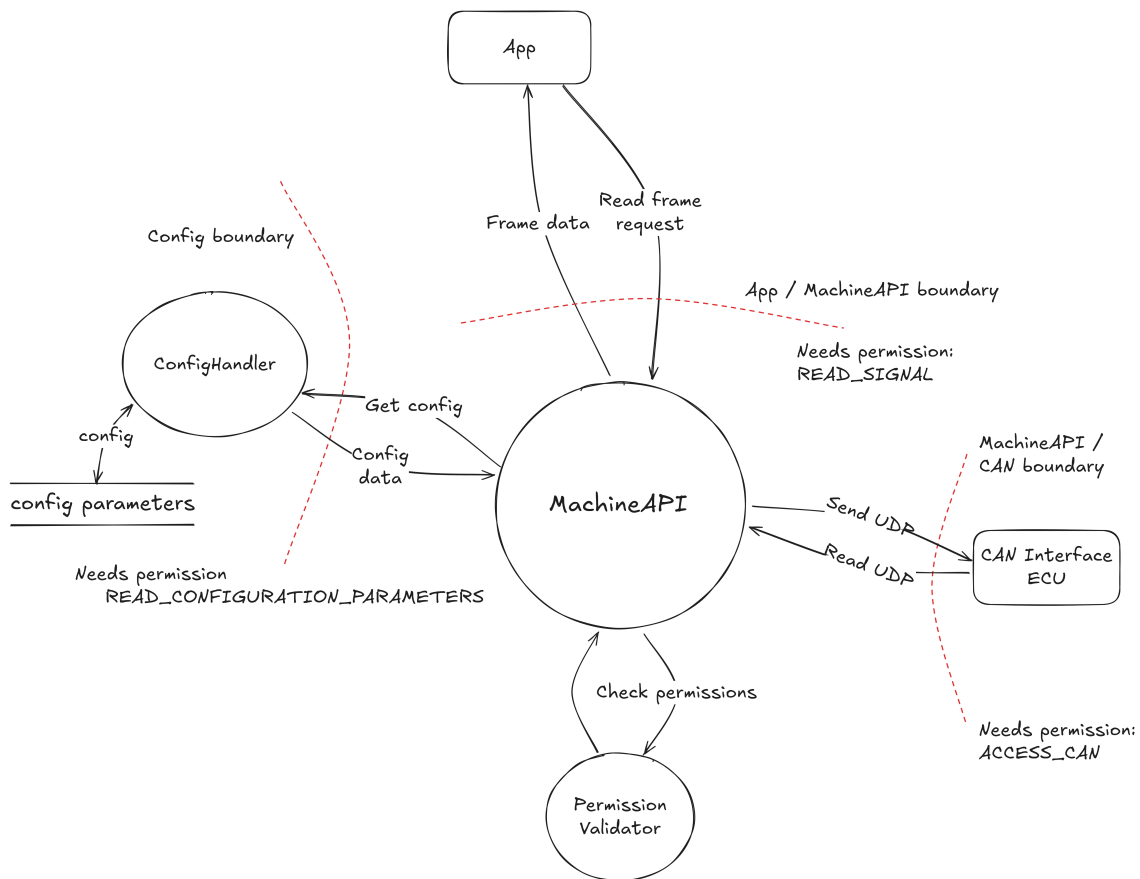 App
Read frame
request
Frame data
Config boundary
App / MachineAPI boundary
Needs permission:
READ_SIGNAL
ConfigHandler
Get config
config
Config
data
MachineAPI /
CAN boundary
config parameters
MachineAPI
Send UDP
Read UDP
CAN Interface
ECU
Needs permission
READ_CONFIGURATION_PARAMETERS
Check permissions
Needs permission:
ACCESS_CAN
Permission
Validator